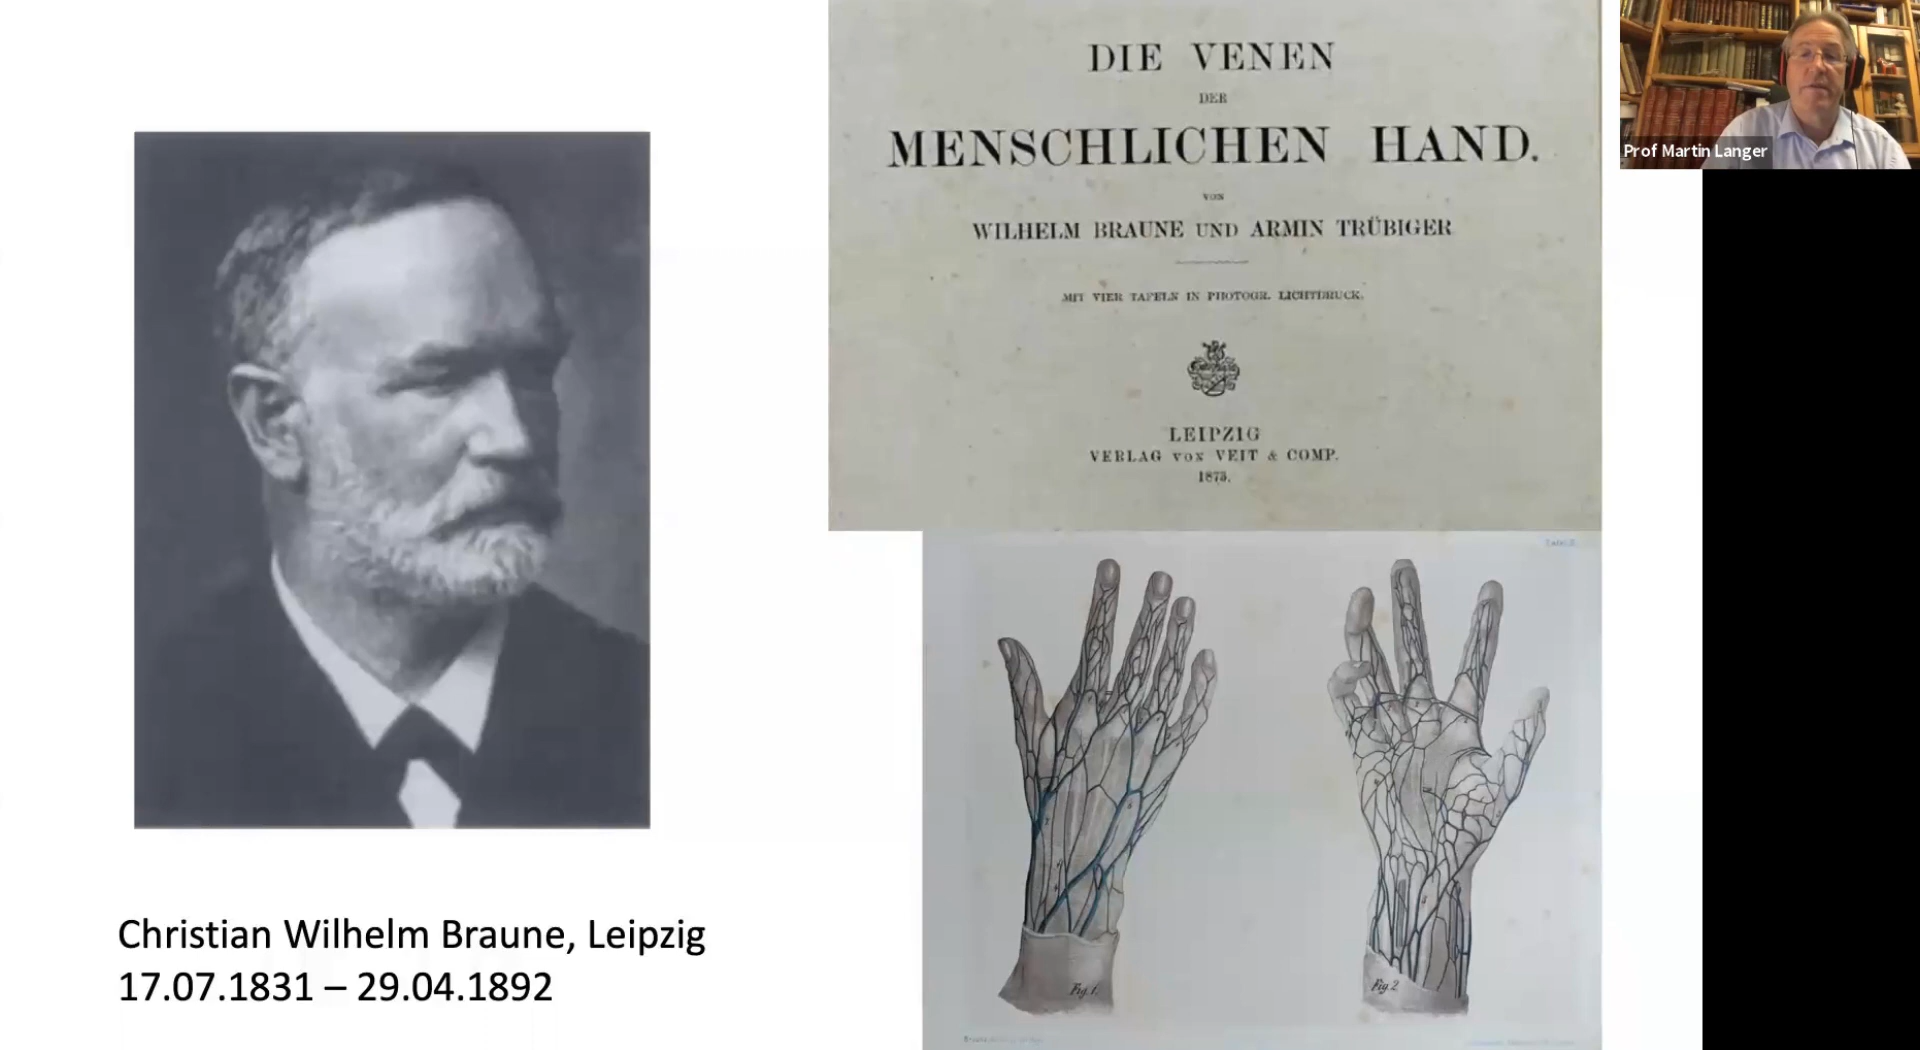 DIE VENEN
DER
MENSCHLICHEN HAND.
VON
WILHELM BRAUNE UND ARMIN TRÜBIGER
MIT VIER TAFELN IN PHOTOGR. LICHTDRUCK.
LEIPZIG
VERLAG VON VEIT & COMP.
1873.
Prof Martin Langer
Fig. 1.
Fig. 2
Christian Wilhelm Braune, Leipzig
17.07.1831 – 29.04.1892